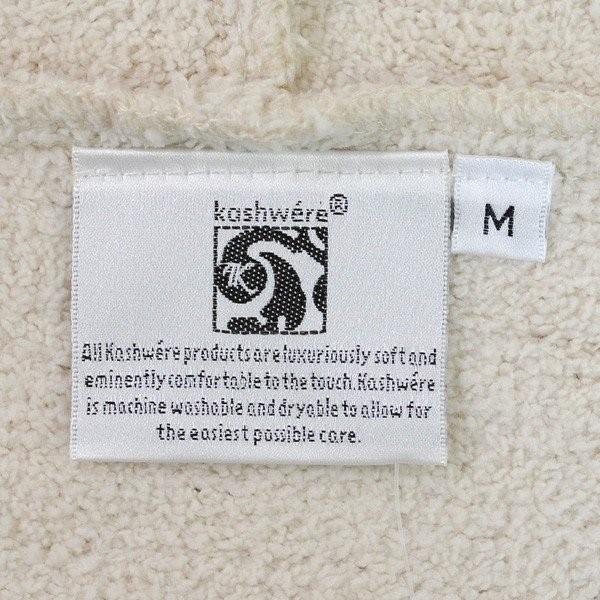 kashwére®
K
All Kashwére products are luxuriously soft and
eminently comfortable to the touch. Kashwére
is machine washable and dryable to allow for
the easiest possible care.
M